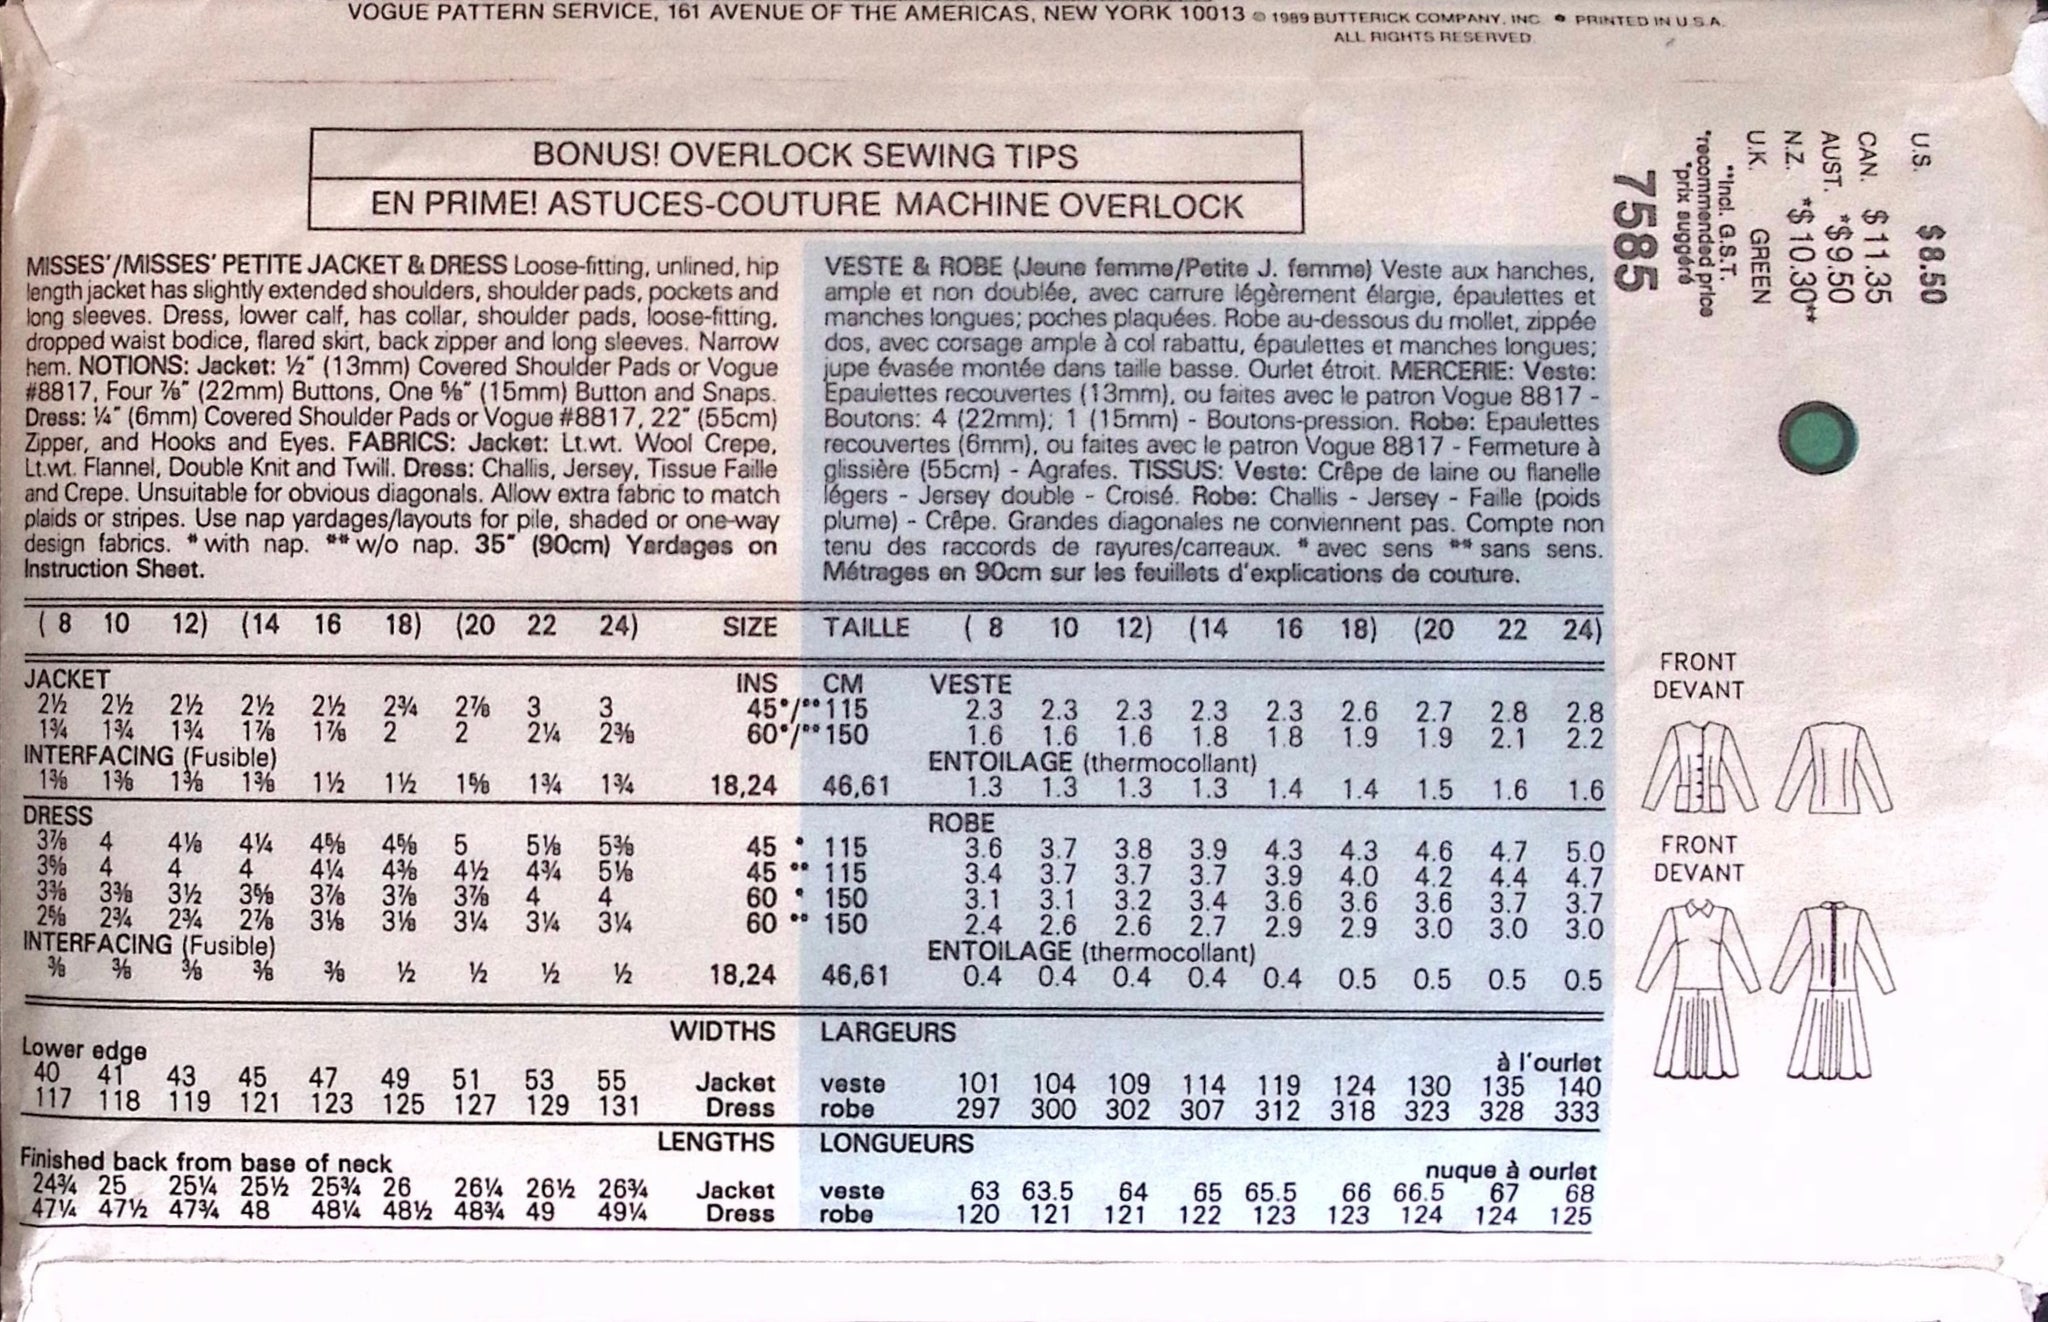 VOGUE PATTERN SERVICE, 161 AVENUE OF THE AMERICAS, NEW YORK 10013 © 1989 BUTTERICK COMPANY, INC. • PRINTED IN U.S.A.
ALL RIGHTS RESERVED
BONUS! OVERLOCK SEWING TIPS
EN PRIME! ASTUCES-COUTURE MACHINE OVERLOCK
MISSES'/MISSES' PETITE JACKET & DRESS Loose-fitting, unlined, hip
length jacket has slightly extended shoulders, shoulder pads, pockets and
long sleeves. Dress, lower calf, has collar, shoulder pads, loose-fitting,
dropped waist bodice, flared skirt, back zipper and long sleeves. Narrow
hem. NOTIONS: Jacket: ½" (13mm) Covered Shoulder Pads or Vogue
#8817, Four ⅞" (22mm) Buttons, One ⅝" (15mm) Button and Snaps.
Dress: ¼" (6mm) Covered Shoulder Pads or Vogue #8817, 22" (55cm)
Zipper, and Hooks and Eyes. FABRICS: Jacket: Lt.wt. Wool Crepe,
Lt.wt. Flannel, Double Knit and Twill. Dress: Challis, Jersey, Tissue Faille
and Crepe. Unsuitable for obvious diagonals. Allow extra fabric to match
plaids or stripes. Use nap yardages/layouts for pile, shaded or one-way
design fabrics. *with nap. **w/o nap. 35" (90cm) Yardages on
Instruction Sheet.
VESTE & ROBE (Jeune femme/Petite J. femme) Veste aux hanches,
ample et non doublée, avec carrure légèrement élargie, épaulettes et
manches longues; poches plaquées. Robe au-dessous du mollet, zippée
dos, avec corsage ample à col rabattu, épaulettes et manches longues;
jupe évasée montée dans taille basse. Ourlet étroit. MERCERIE: Veste:
Epaulettes recouvertes (13mm), ou faites avec le patron Vogue 8817 -
Boutons: 4 (22mm); 1 (15mm) - Boutons-pression. Robe: Epaulettes
recouvertes (6mm), ou faites avec le patron Vogue 8817 - Fermeture à
glissière (55cm) - Agrafes. TISSUS: Veste: Crêpe de laine ou flanelle
légers - Jersey double - Croisé. Robe: Challis - Jersey - Faille (poids
plume) - Crêpe. Grandes diagonales ne conviennent pas. Compte non
tenu des raccords de rayures/carreaux. * avec sens ** sans sens.
Métrages en 90cm sur les feuillets d'explications de couture.
( 8 10 12) (14 16 18) (20 22 24) SIZE TAILLE ( 8 10 12) (14 16 18) (20 22 24)
JACKET INS CM VESTE
2½ 2½ 2½ 2½ 2½ 2¾ 2⅞ 3 3 45*/** 115 2.3 2.3 2.3 2.3 2.3 2.6 2.7 2.8 2.8
1¾ 1¾ 1¾ 1⅞ 1⅞ 2 2 2¼ 2⅜ 60*/** 150 1.6 1.6 1.6 1.8 1.8 1.9 1.9 2.1 2.2
INTERFACING (Fusible) ENTOILAGE (thermocollant)
1⅜ 1⅜ 1⅜ 1⅜ 1½ 1½ 1⅝ 1¾ 1¾ 18,24 46,61 1.3 1.3 1.3 1.3 1.4 1.4 1.5 1.6 1.6
DRESS ROBE
3⅞ 4 4⅛ 4¼ 4⅝ 4⅝ 5 5⅛ 5⅜ 45 * 115 3.6 3.7 3.8 3.9 4.3 4.3 4.6 4.7 5.0
3⅝ 4 4 4 4¼ 4⅜ 4½ 4¾ 5⅛ 45 ** 115 3.4 3.7 3.7 3.7 3.9 4.0 4.2 4.4 4.7
3⅜ 3⅜ 3½ 3⅝ 3⅞ 3⅞ 3⅞ 4 4 60 * 150 3.1 3.1 3.2 3.4 3.6 3.6 3.6 3.7 3.7
2⅝ 2¾ 2¾ 2⅞ 3⅛ 3⅛ 3¼ 3¼ 3¼ 60 ** 150 2.4 2.6 2.6 2.7 2.9 2.9 3.0 3.0 3.0
INTERFACING (Fusible) ENTOILAGE (thermocollant)
⅜ ⅜ ⅜ ⅜ ⅜ ½ ½ ½ ½ 18,24 46,61 0.4 0.4 0.4 0.4 0.4 0.5 0.5 0.5 0.5
WIDTHS LARGEURS
Lower edge à l'ourlet
40 41 43 45 47 49 51 53 55 Jacket veste 101 104 109 114 119 124 130 135 140
117 118 119 121 123 125 127 129 131 Dress robe 297 300 302 307 312 318 323 328 333
LENGTHS LONGUEURS
Finished back from base of neck nuque à ourlet
24¾ 25 25¼ 25½ 25¾ 26 26¼ 26½ 26¾ Jacket veste 63 63.5 64 65 65.5 66 66.5 67 68
47¼ 47½ 47¾ 48 48¼ 48½ 48¾ 49 49¼ Dress robe 120 121 121 122 123 123 124 124 125
U.S. $8.50
CAN. $11.35
AUST. *$9.50
N.Z. *$10.30**
U.K. GREEN
**Incl. G.S.T.
*recommended price
*prix suggéré
7585
FRONT
DEVANT
FRONT
DEVANT